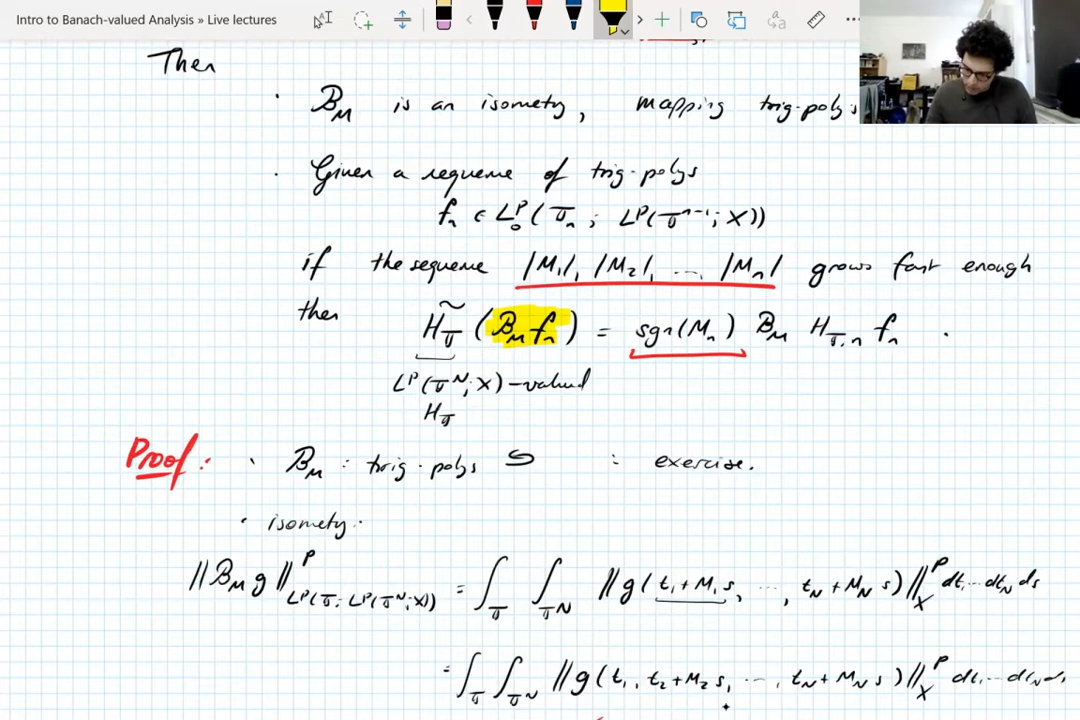 Intro to Banach-valued Analysis » Live lectures
Then
· B_M is an isometry, mapping trig-polys
· Given a sequence of trig-polys
f_n ∈ L^p_0 (𝕋_n ; L^p(𝕋^{n-1}; X))
if the sequence |M_1|, |M_2|, ..., |M_n| grows fast enough
then H̃_𝕋 (B_M f_n) = sgn(M_n) B_M H_{𝕋,n} f_n .
L^p(𝕋^N; X)-valued
H_𝕋
Proof: · B_M : trig-polys ↺ : exercise.
· isometry.
‖B_M g‖^p_{L^p(𝕋; L^p(𝕋^N; X))} = ∫_𝕋 ∫_{𝕋^N} ‖g(t_1 + M_1 s, ..., t_N + M_N s)‖^p_X dt_1...dt_N ds
= ∫_𝕋 ∫_{𝕋^N} ‖g(t_1, t_2 + M_2 s, ..., t_N + M_N s)‖^p_X dt_1...dt_N ds